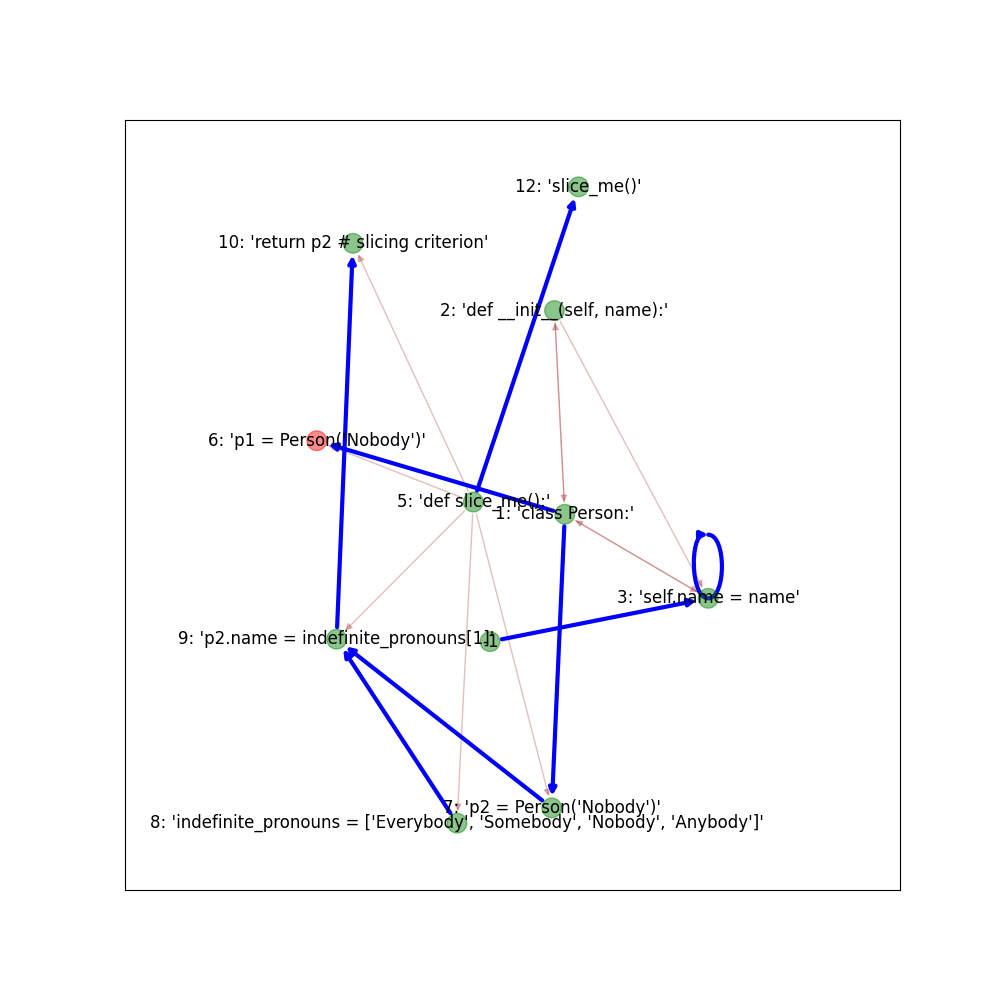 12: 'slice_me()'
10: 'return p2 # slicing criterion'
2: 'def __init__(self, name):'
6: 'p1 = Person('Nobody')'
5: 'def slice_me():'
1: 'class Person:'
3: 'self.name = name'
9: 'p2.name = indefinite_pronouns[1]'
-1
7: 'p2 = Person('Nobody')'
8: 'indefinite_pronouns = ['Everybody', 'Somebody', 'Nobody', 'Anybody']'